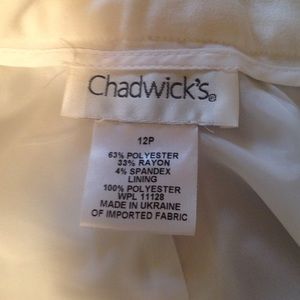 Chadwick's®
12P
63% POLYESTER
33% RAYON
4% SPANDEX
LINING
100% POLYESTER
WPL 11128
MADE IN UKRAINE
OF IMPORTED FABRIC